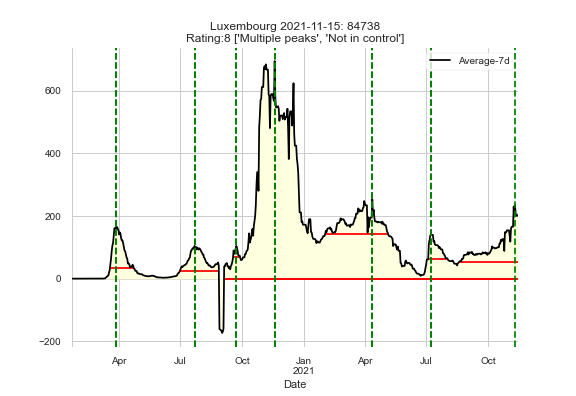 Luxembourg 2021-11-15: 84738
Rating:8 ['Multiple peaks', 'Not in control']
Average-7d
600
400
200
0
−200
Apr
Jul
Oct
Jan
2021
Apr
Jul
Oct
Date